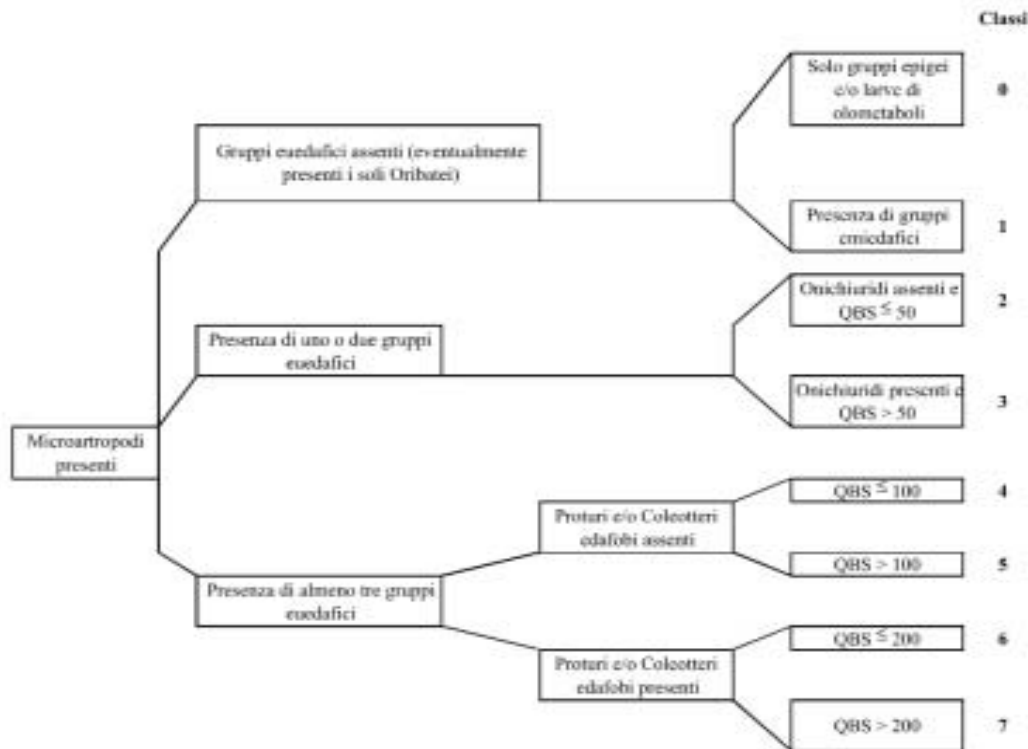 Classi
Solo gruppi epigei
e/o larve di
olometaboli
0
Gruppi euedafici assenti (eventualmente
presenti i soli Oribatei)
Presenza di gruppi
emiedafici
1
Onichiuridi assenti e
QBS ≤ 50
2
Presenza di uno o due gruppi
euedafici
Onichiuridi presenti e
QBS > 50
3
Microartropodi
presenti
QBS ≤ 100
4
Proturi e/o Coleotteri
edafobi assenti
QBS > 100
5
Presenza di almeno tre gruppi
euedafici
QBS ≤ 200
6
Proturi e/o Coleotteri
edafobi presenti
QBS > 200
7